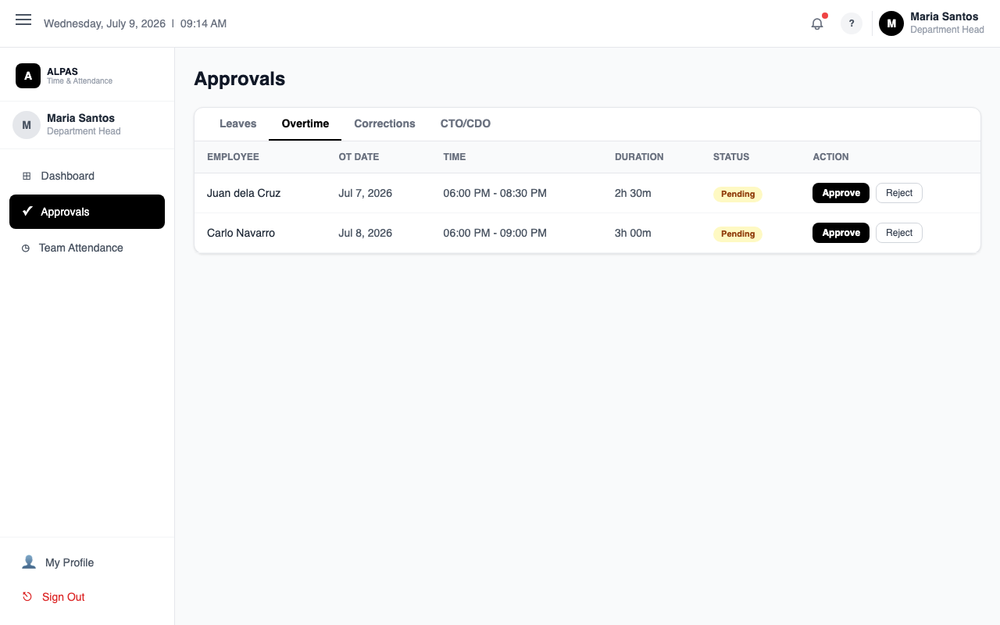 Wednesday, July 9, 2026 | 09:14 AM
?
M
Maria Santos
Department Head
A
ALPAS
Time & Attendance
M
Maria Santos
Department Head
Dashboard
Approvals
Team Attendance
My Profile
Sign Out
Approvals
Leaves Overtime Corrections CTO/CDO
EMPLOYEE OT DATE TIME DURATION STATUS ACTION
Juan dela Cruz Jul 7, 2026 06:00 PM - 08:30 PM 2h 30m Pending Approve Reject
Carlo Navarro Jul 8, 2026 06:00 PM - 09:00 PM 3h 00m Pending Approve Reject